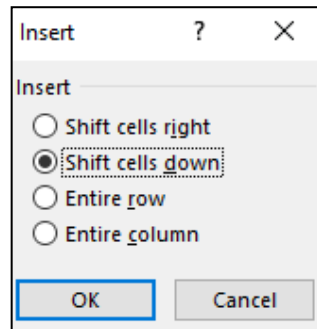 Insert ? ×
Insert
Shift cells right
Shift cells down
Entire row
Entire column
OK Cancel